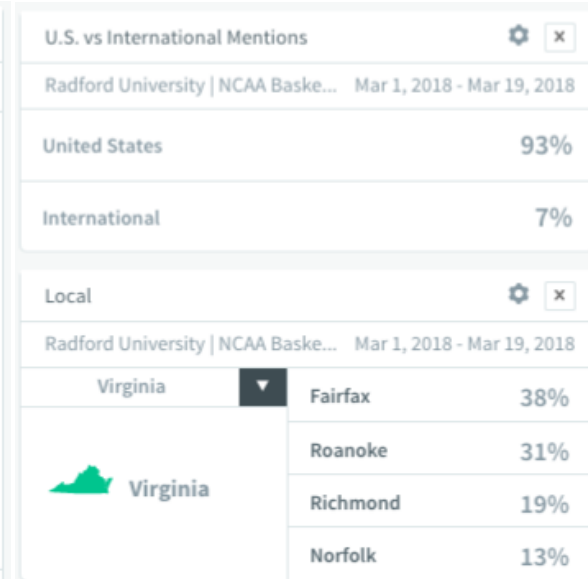 U.S. vs International Mentions x
Radford University | NCAA Baske... Mar 1, 2018 - Mar 19, 2018
United States 93%
International 7%
Local x
Radford University | NCAA Baske... Mar 1, 2018 - Mar 19, 2018
Virginia
Virginia
Fairfax 38%
Roanoke 31%
Richmond 19%
Norfolk 13%